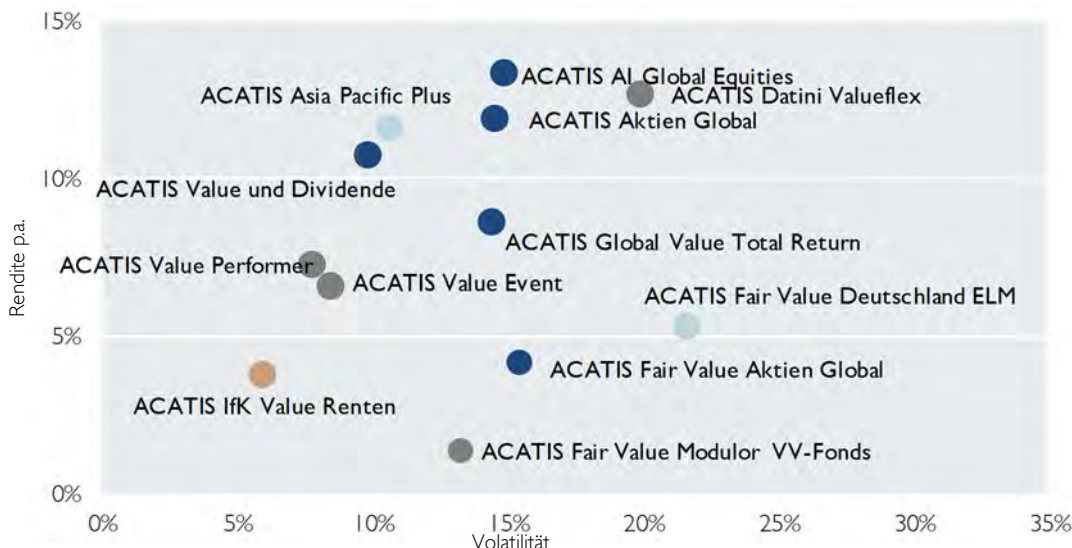 15%
ACATIS AI Global Equities
ACATIS Asia Pacific Plus
ACATIS Datini Valueflex
ACATIS Aktien Global
10%
ACATIS Value und Dividende
ACATIS Global Value Total Return
ACATIS Value Performer
ACATIS Value Event
ACATIS Fair Value Deutschland ELM
Rendite p.a.
5%
ACATIS Fair Value Aktien Global
ACATIS IfK Value Renten
ACATIS Fair Value Modulor VV-Fonds
0%
0% 5% 10% 15% 20% 25% 30% 35%
Volatilität